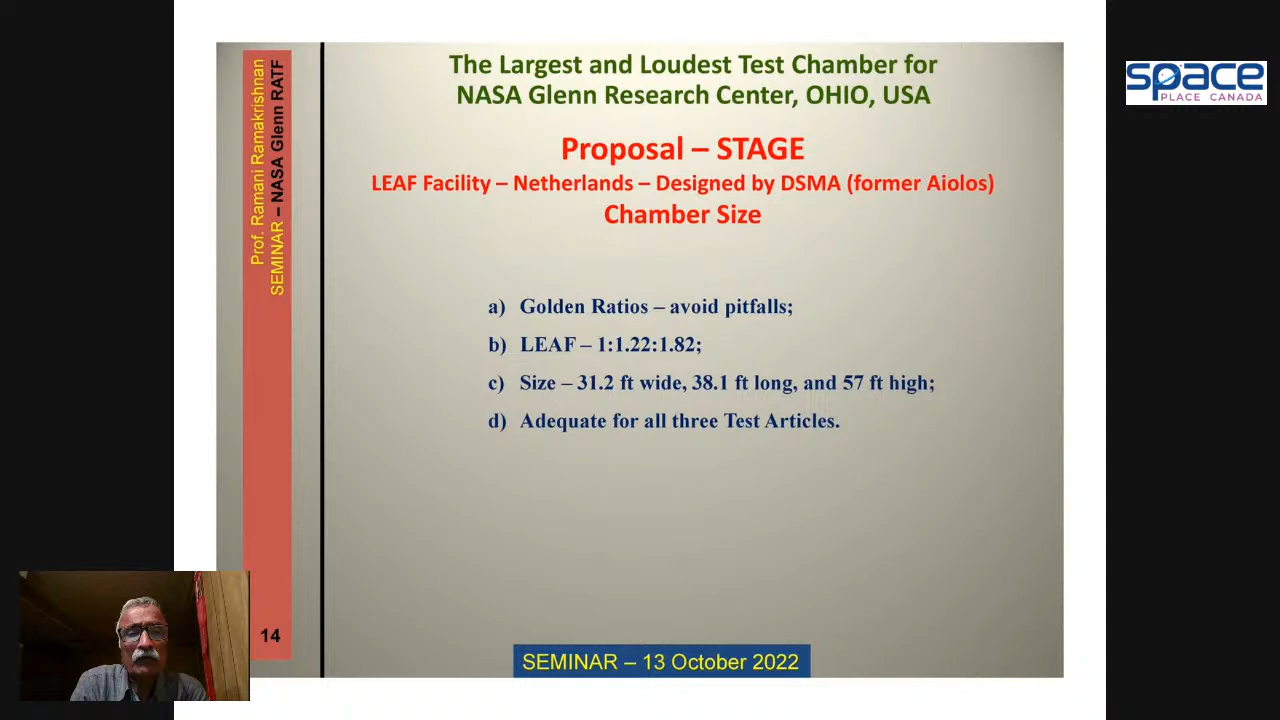 Prof. Ramani Ramakrishnan
SEMINAR – NASA Glenn RATF
The Largest and Loudest Test Chamber for
NASA Glenn Research Center, OHIO, USA
Proposal – STAGE
LEAF Facility – Netherlands – Designed by DSMA (former Aiolos)
Chamber Size
a) Golden Ratios – avoid pitfalls;
b) LEAF – 1:1.22:1.82;
c) Size – 31.2 ft wide, 38.1 ft long, and 57 ft high;
d) Adequate for all three Test Articles.
14
SEMINAR – 13 October 2022
space
PLACE CANADA